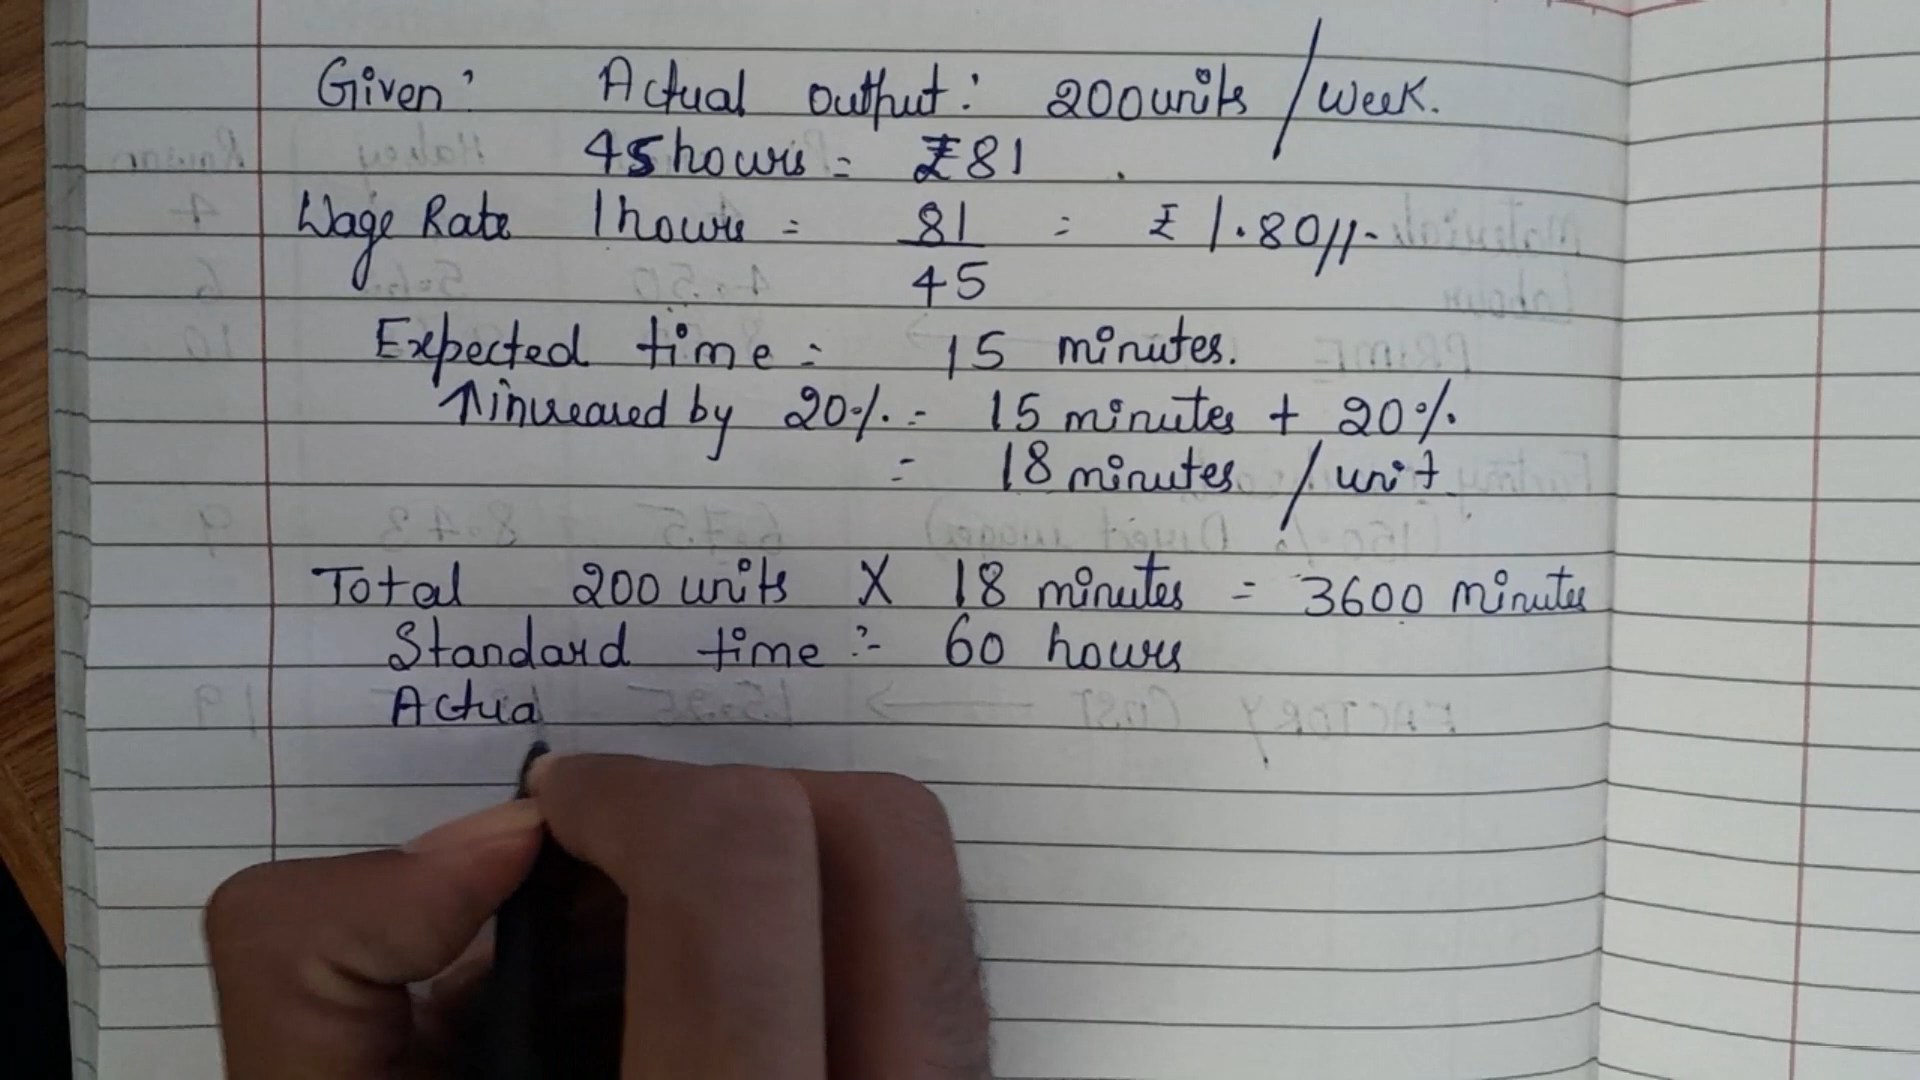 Given: Actual output: 200 units / week.
45 hours = ₹81
Wage Rate 1 hours = 81 = ₹ 1.80//-
45
Expected time = 15 minutes.
↑ increased by 20% = 15 minutes + 20%
= 18 minutes / unit
Total 200 units X 18 minutes = 3600 minutes
Standard time :- 60 hours
Actua